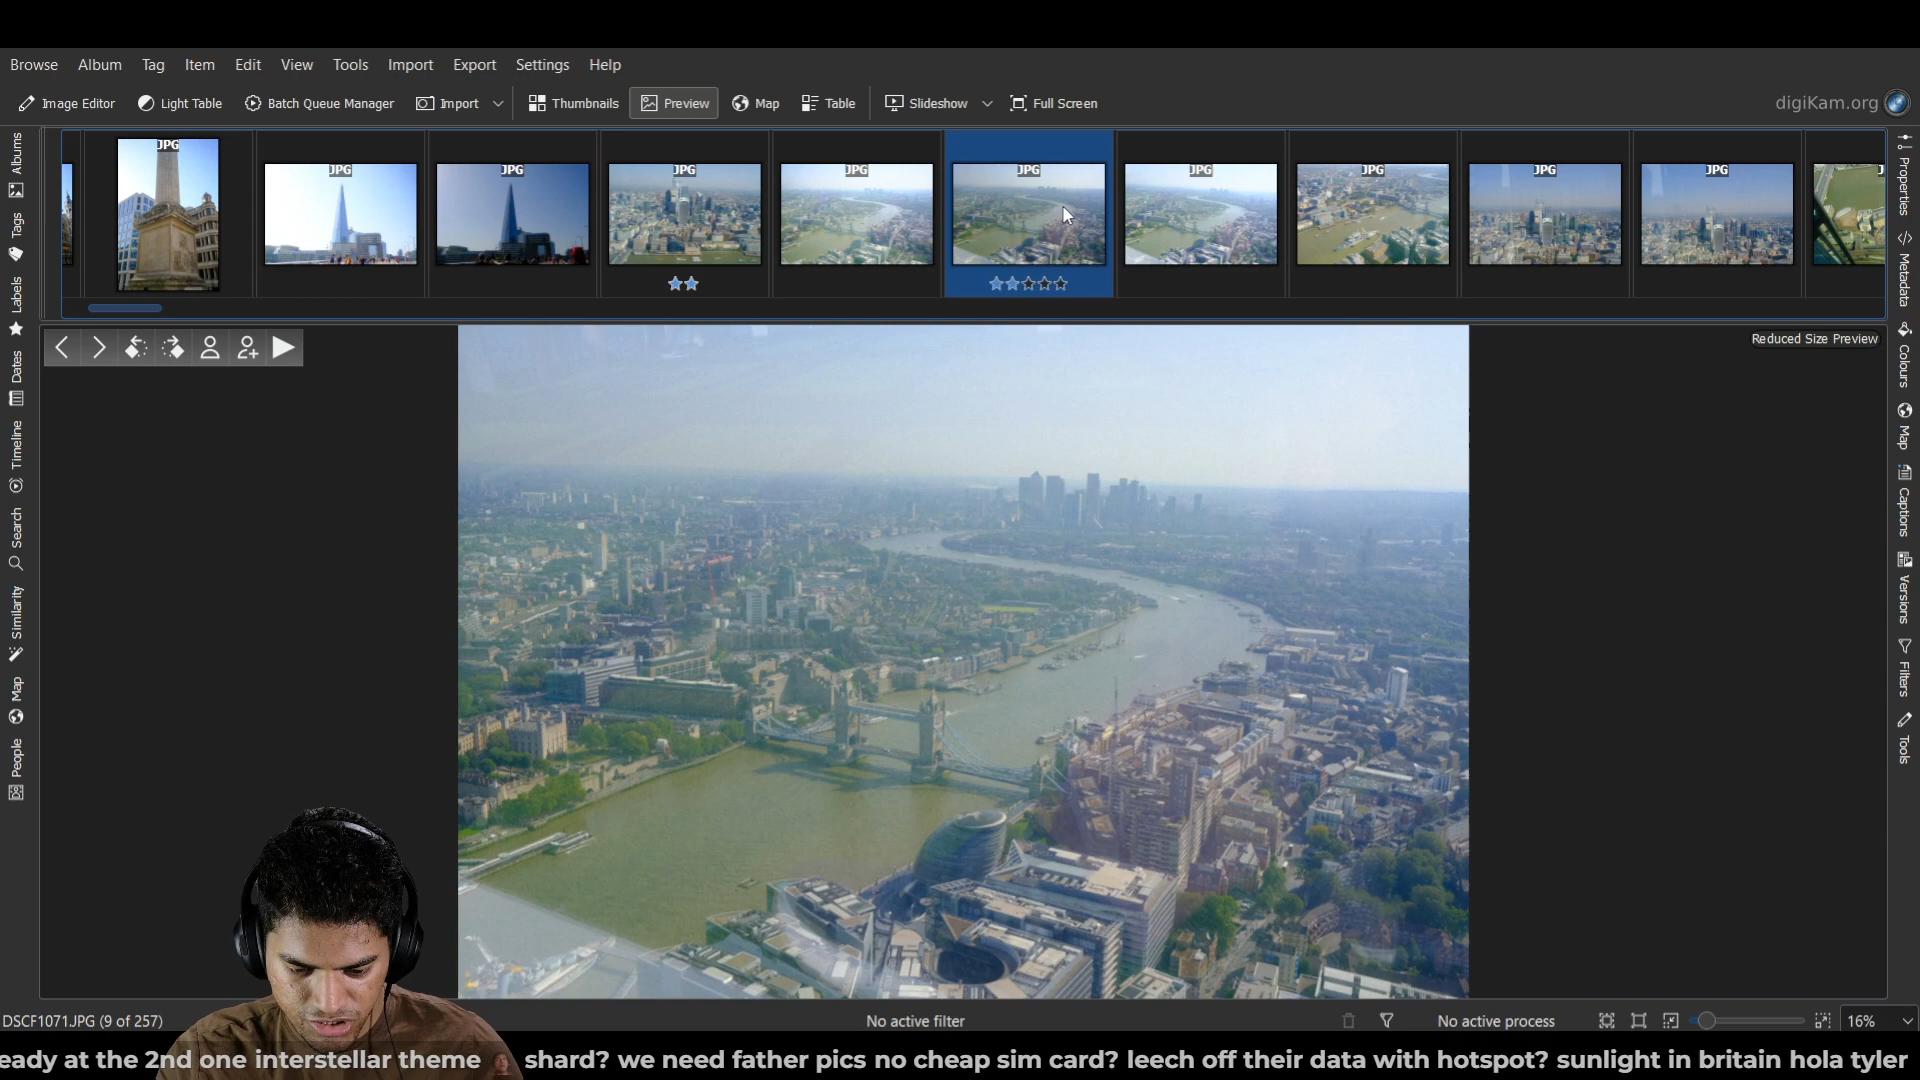 Browse Album Tag Item Edit View Tools Import Export Settings Help
Image Editor Light Table Batch Queue Manager Import Thumbnails Preview Map Table Slideshow Full Screen digiKam.org
JPG JPG JPG JPG JPG JPG JPG JPG JPG JPG J
Albums
Tags
Labels
Dates
Timeline
Search
Similarity
Map
People
Reduced Size Preview
Properties
Metadata
Colours
Map
Captions
Versions
Filters
Tools
DSCF1071.JPG (9 of 257) No active filter No active process 16%
eady at the 2nd one interstellar theme shard? we need father pics no cheap sim card? leech off their data with hotspot? sunlight in britain hola tyler